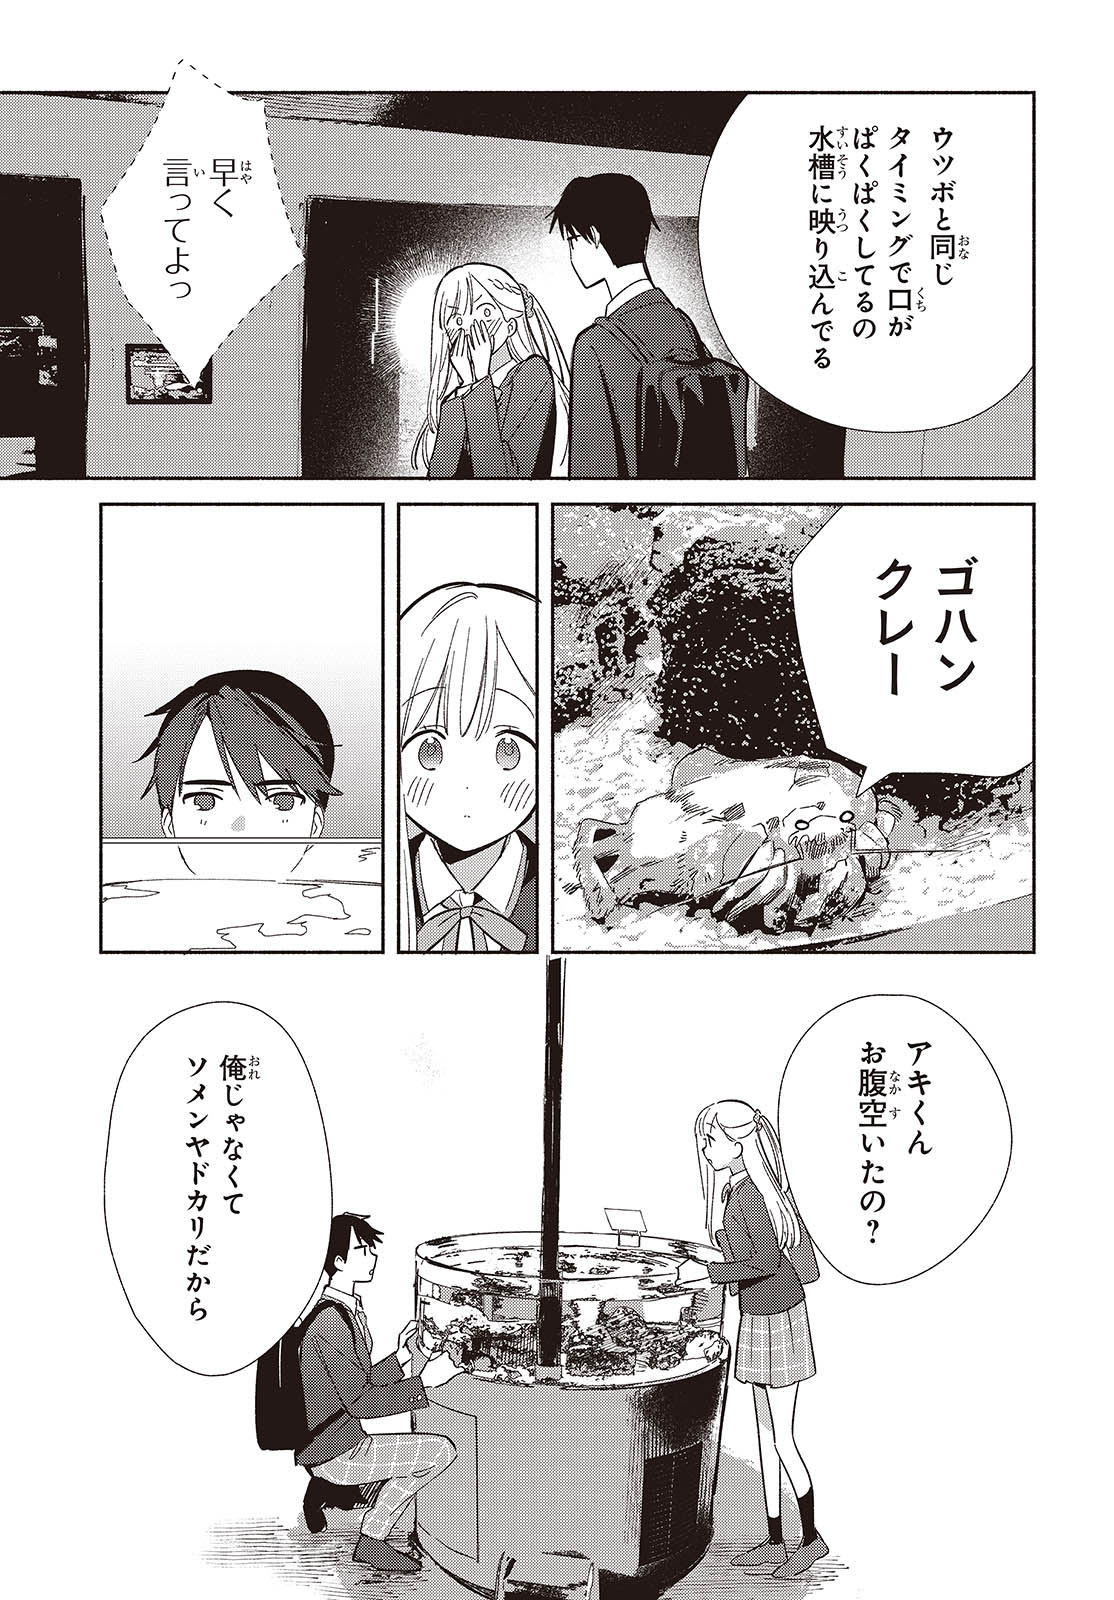 ウツボと同じ
タイミングで口が
ぱくぱくしてるの
水槽に映り込んでる
早く
言ってよっ
ゴハン
クレー
アキくん
お腹空いたの?
俺じゃなくて
ソメンヤドカリだから